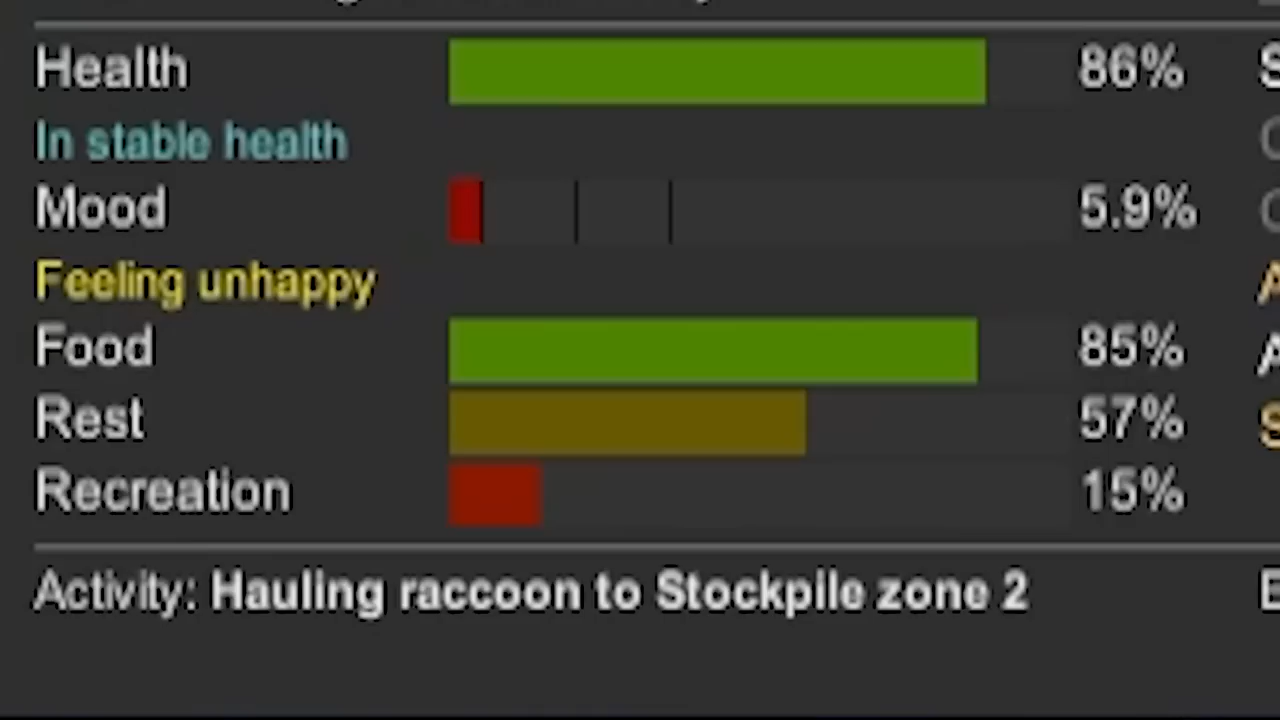 Health 86%
In stable health
Mood 5.9%
Feeling unhappy
Food 85%
Rest 57%
Recreation 15%
Activity: Hauling raccoon to Stockpile zone 2